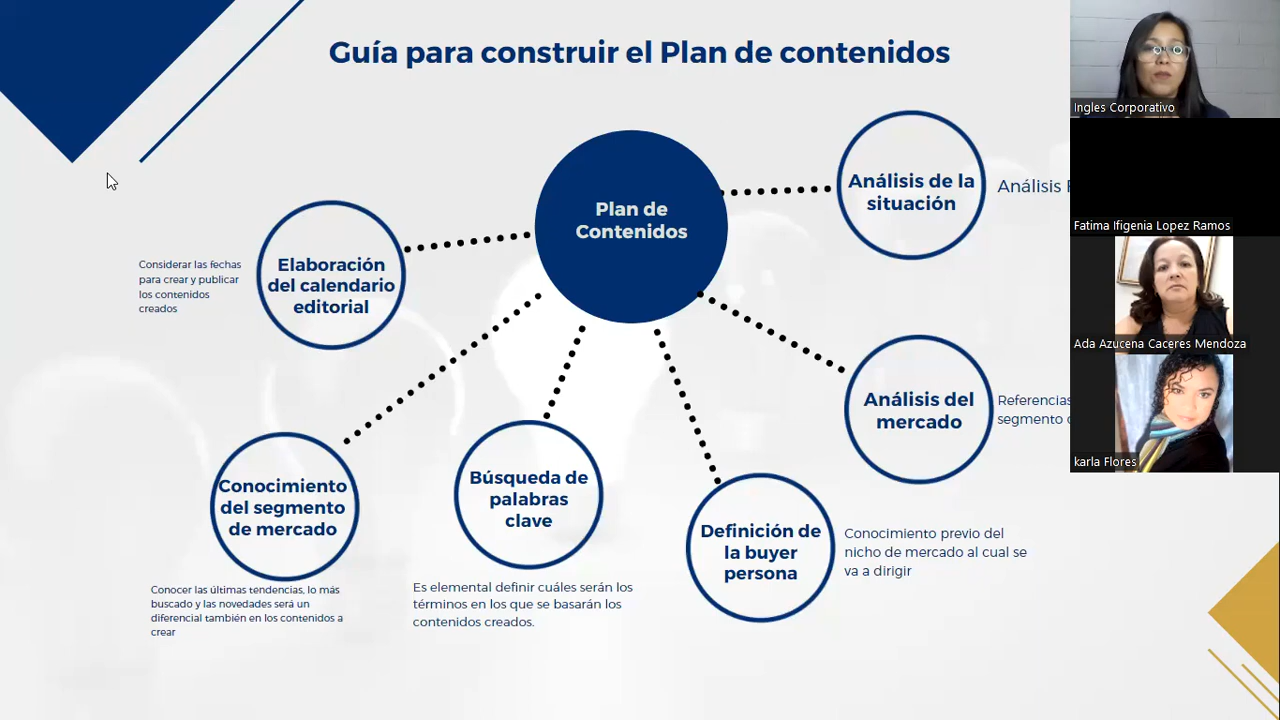 Guía para construir el Plan de contenidos
Plan de
Contenidos
Análisis de la
situación
Análisis
Análisis del
mercado
Referencias
segmento
Definición de
la buyer
persona
Conocimiento previo del
nicho de mercado al cual se
va a dirigir
Búsqueda de
palabras
clave
Es elemental definir cuáles serán los
términos en los que se basarán los
contenidos creados.
Conocimiento
del segmento
de mercado
Conocer las últimas tendencias, lo más
buscado y las novedades será un
diferencial también en los contenidos a
crear
Elaboración
del calendario
editorial
Considerar las fechas
para crear y publicar
los contenidos
creados
Ingles Corporativo
Fatima Ifigenia Lopez Ramos
Ada Azucena Caceres Mendoza
karla Flores